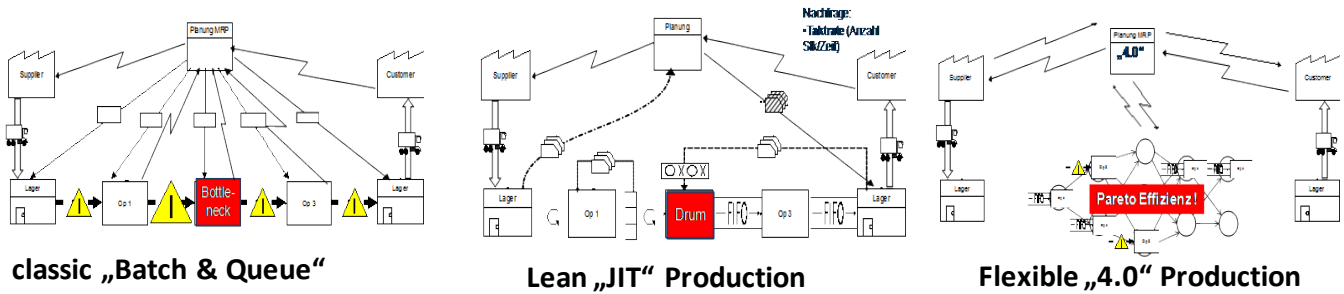 Planung MRP
Supplier
Customer
Lager
Op 1
Bottle-
neck
Op 3
Lager
classic „Batch & Queue“
Nachfrage:
- Taktrate (Anzahl
Stk/Zeit)
Planung
Supplier
Customer
OXOX
Lager
Op 1
Drum
FIFO
Op 3
FIFO
Lager
Lean „JIT“ Production
Planung MRP
„4.0“
Supplier
Customer
Lager
Lager
FIFO
Pareto Effizienz!
Flexible „4.0“ Production